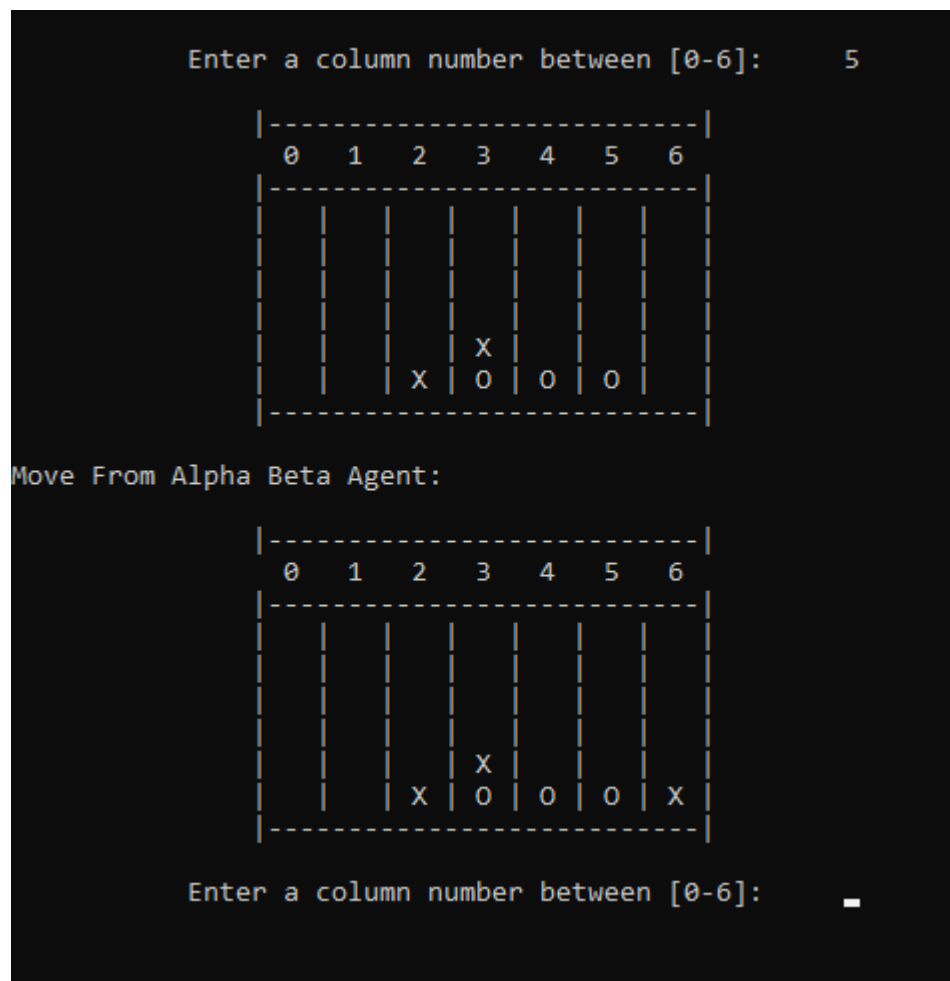 Enter a column number between [0-6]: 5
|---------------------------|
0 1 2 3 4 5 6
|---------------------------|
| | | | | | | |
| | | | | | | |
| | | | | | | |
| | | | | | | |
| | | | X | | | |
| | | X | O | O | O | |
|---------------------------|
Move From Alpha Beta Agent:
|---------------------------|
0 1 2 3 4 5 6
|---------------------------|
| | | | | | | |
| | | | | | | |
| | | | | | | |
| | | | | | | |
| | | | X | | | |
| | | X | O | O | O | X |
|---------------------------|
Enter a column number between [0-6]: